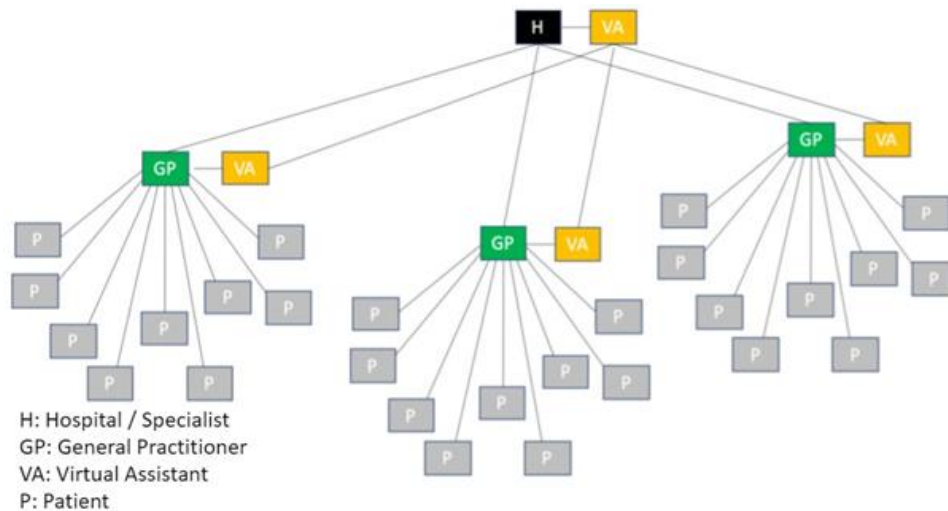 H VA
GP VA
P P
P P
P
P
P
P P
GP VA
P P
P P
P
P
P
P P
GP VA
P P
P P
P
P
P
P P
H: Hospital / Specialist
GP: General Practitioner
VA: Virtual Assistant
P: Patient